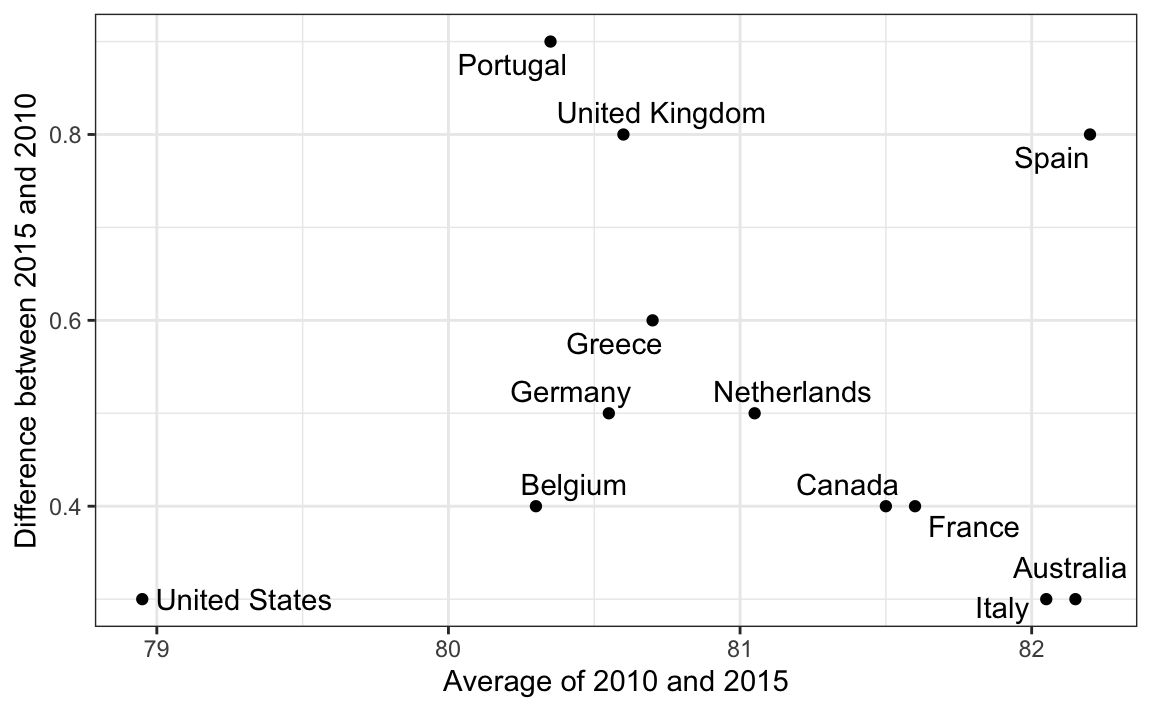 Portugal
United Kingdom
Spain
Greece
Germany
Netherlands
Belgium
Canada
France
Australia
United States
Italy
0.8
0.6
0.4
Difference between 2015 and 2010
79
80
81
82
Average of 2010 and 2015